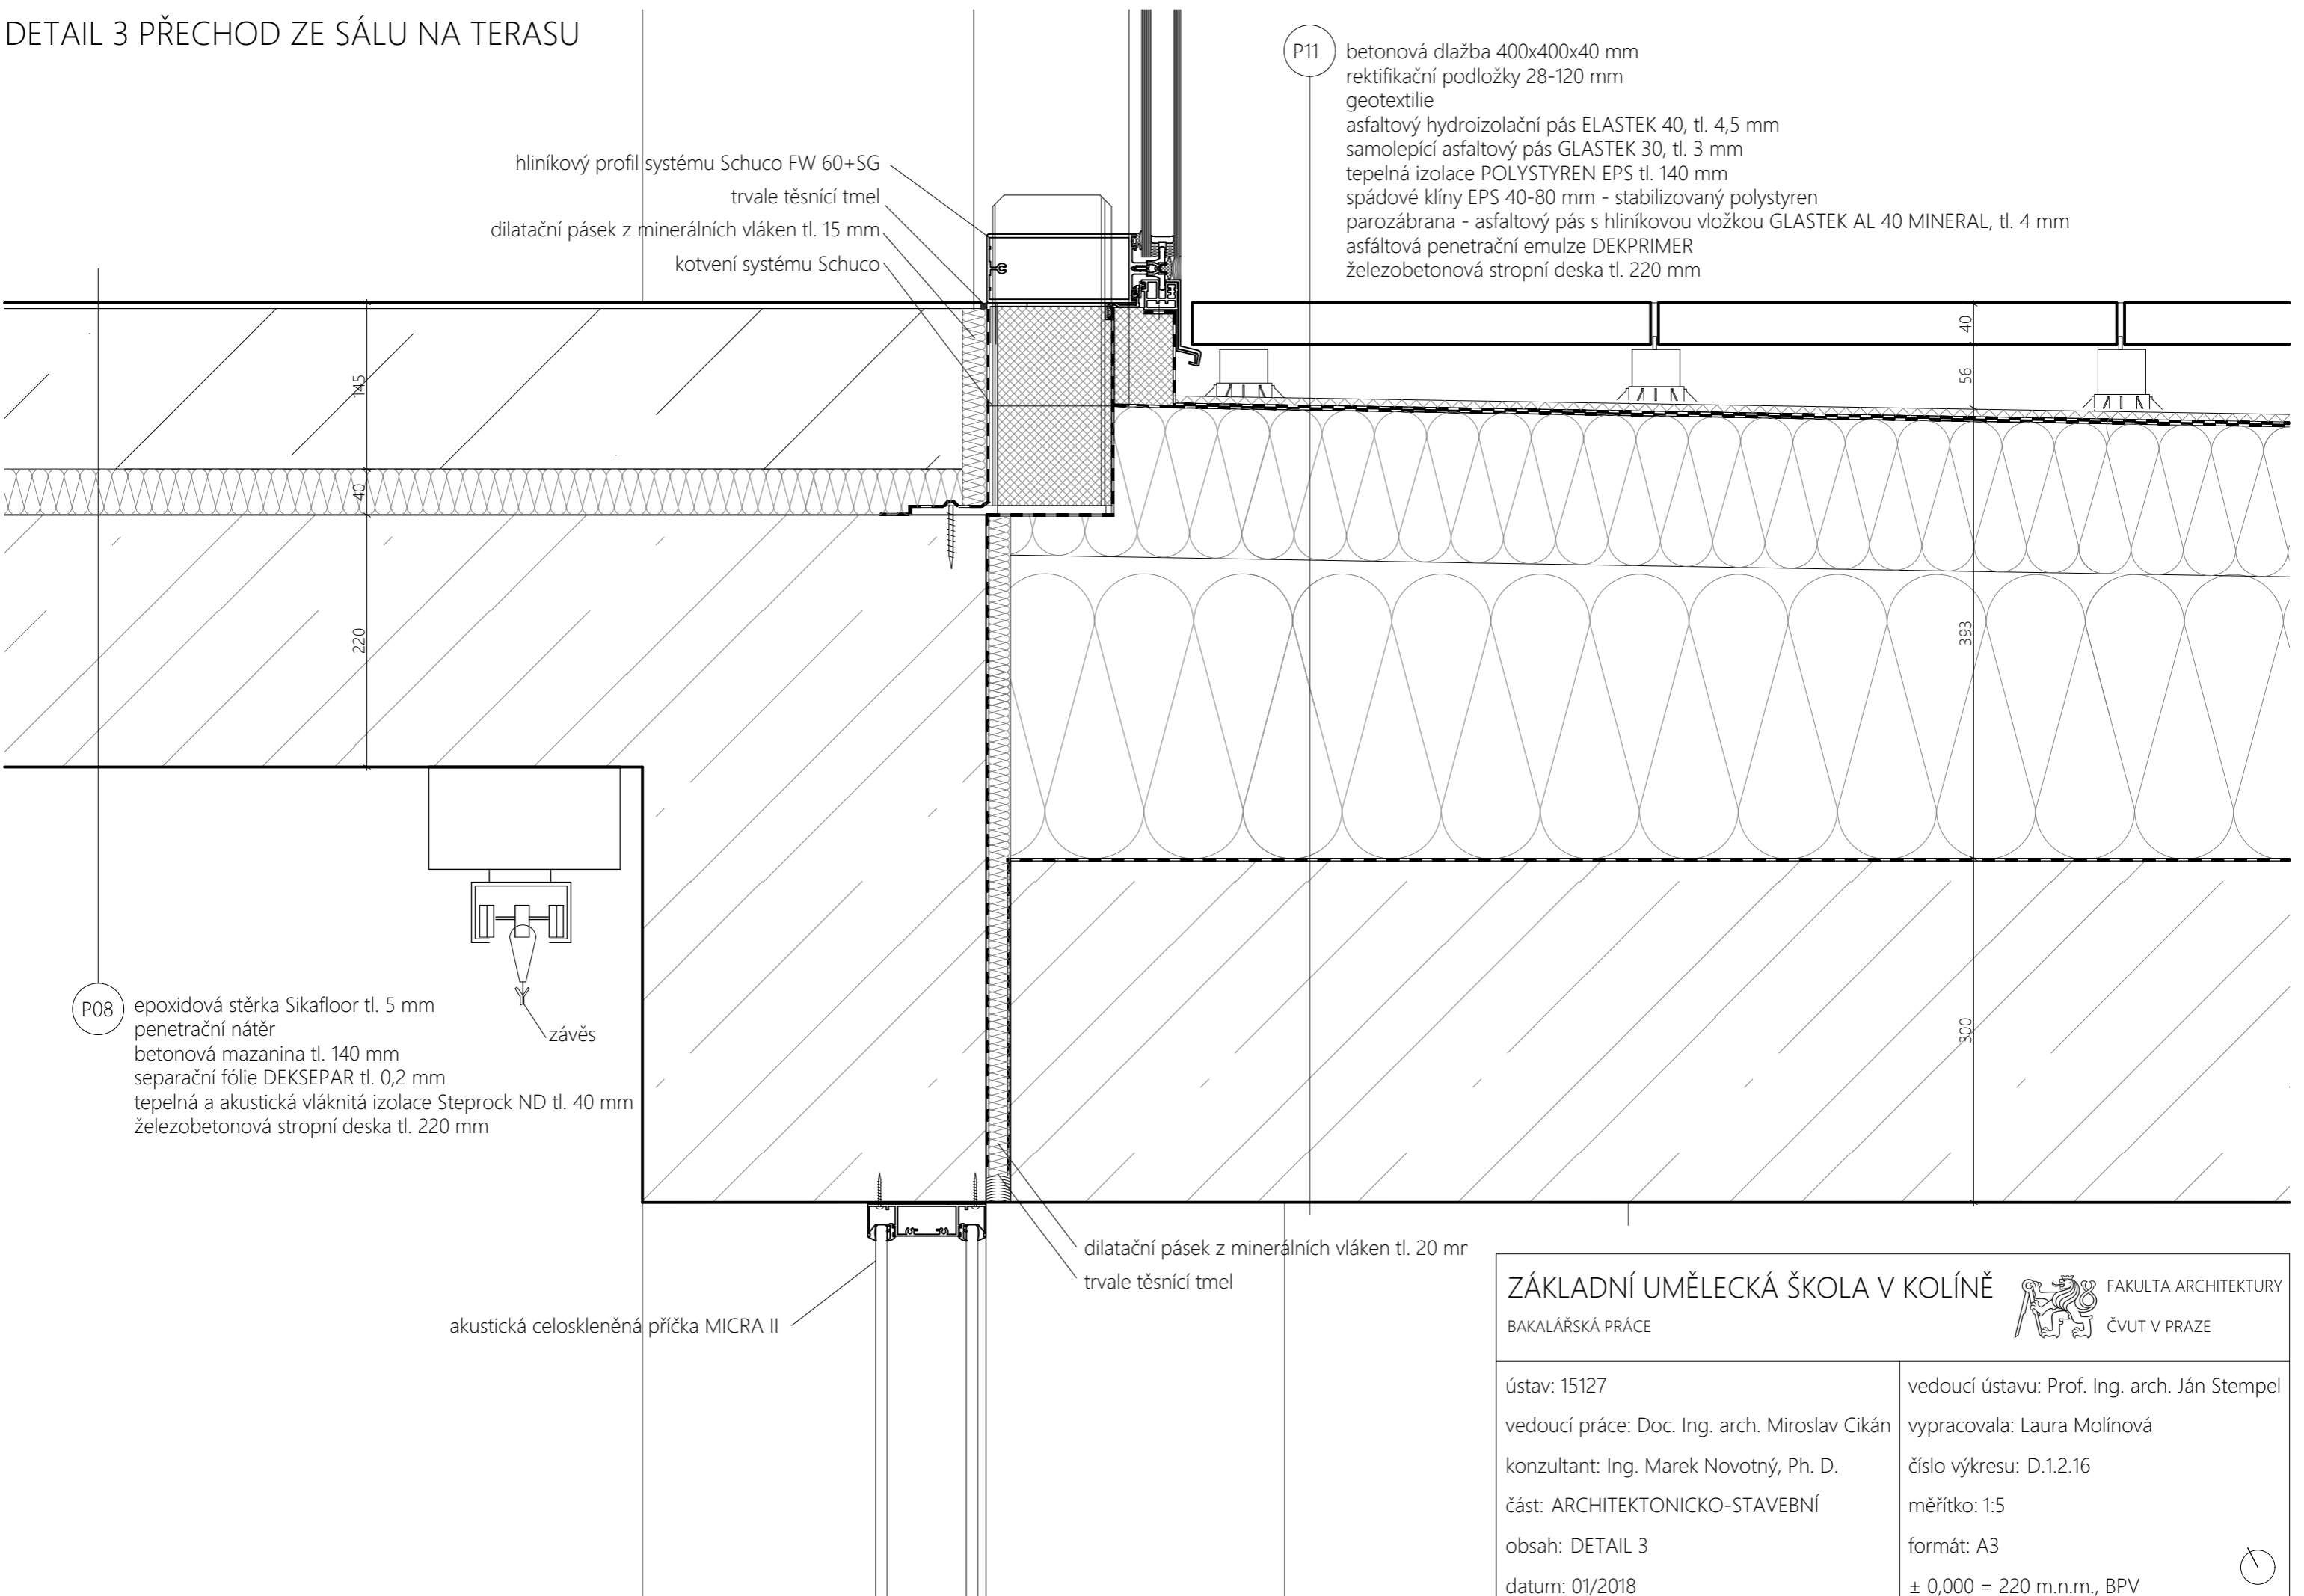 DETAIL 3 PŘECHOD ZE SÁLU NA TERASU
P11
betonová dlažba 400x400x40 mm
rektifikační podložky 28-120 mm
geotextilie
asfaltový hydroizolační pás ELASTEK 40, tl. 4,5 mm
samolepící asfaltový pás GLASTEK 30, tl. 3 mm
tepelná izolace POLYSTYREN EPS tl. 140 mm
spádové klíny EPS 40-80 mm - stabilizovaný polystyren
parozábrana - asfaltový pás s hliníkovou vložkou GLASTEK AL 40 MINERAL, tl. 4 mm
asfáltová penetrační emulze DEKPRIMER
železobetonová stropní deska tl. 220 mm
hliníkový profil systému Schuco FW 60+SG
trvale těsnící tmel
dilatační pásek z minerálních vláken tl. 15 mm
kotvení systému Schuco
145
40
220
40
56
393
300
P08
epoxidová stěrka Sikafloor tl. 5 mm
penetrační nátěr
betonová mazanina tl. 140 mm
separační fólie DEKSEPAR tl. 0,2 mm
tepelná a akustická vláknitá izolace Steprock ND tl. 40 mm
železobetonová stropní deska tl. 220 mm
závěs
dilatační pásek z minerálních vláken tl. 20 mr
trvale těsnící tmel
akustická celoskleněná příčka MICRA II
ZÁKLADNÍ UMĚLECKÁ ŠKOLA V KOLÍNĚ
BAKALÁŘSKÁ PRÁCE
FAKULTA ARCHITEKTURY
ČVUT V PRAZE
ústav: 15127
vedoucí práce: Doc. Ing. arch. Miroslav Cikán
konzultant: Ing. Marek Novotný, Ph. D.
část: ARCHITEKTONICKO-STAVEBNÍ
obsah: DETAIL 3
datum: 01/2018
vedoucí ústavu: Prof. Ing. arch. Ján Stempel
vypracovala: Laura Molínová
číslo výkresu: D.1.2.16
měřítko: 1:5
formát: A3
± 0,000 = 220 m.n.m., BPV